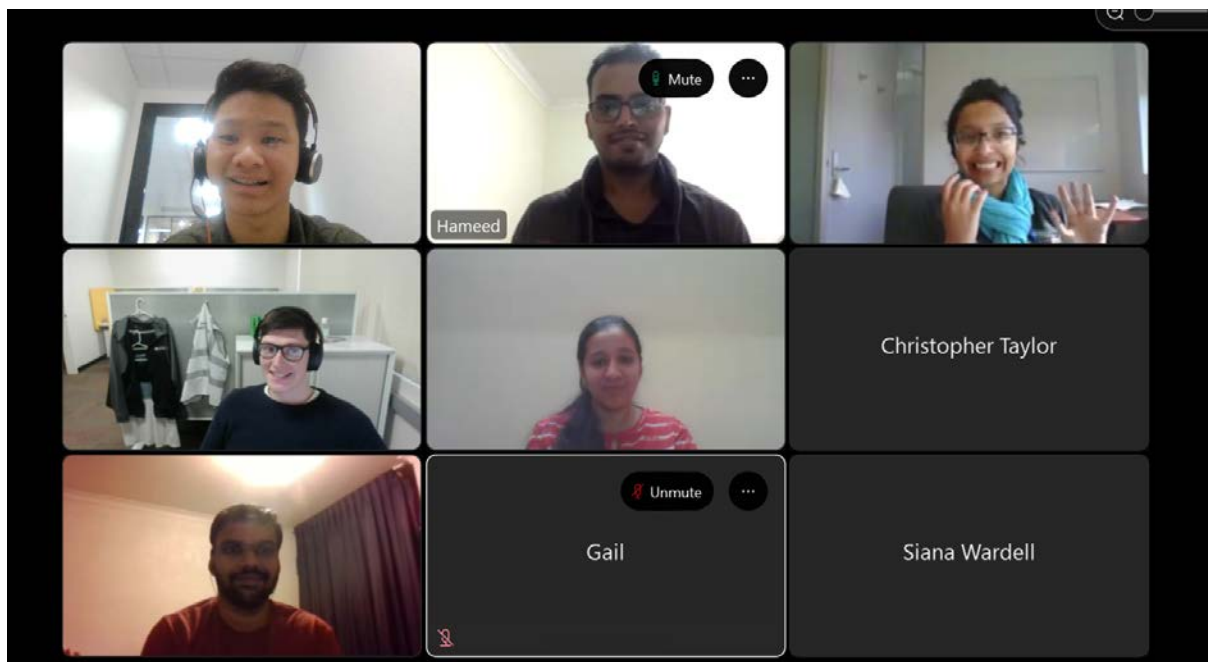 Mute
Hameed
Christopher Taylor
Unmute
Gail
Siana Wardell